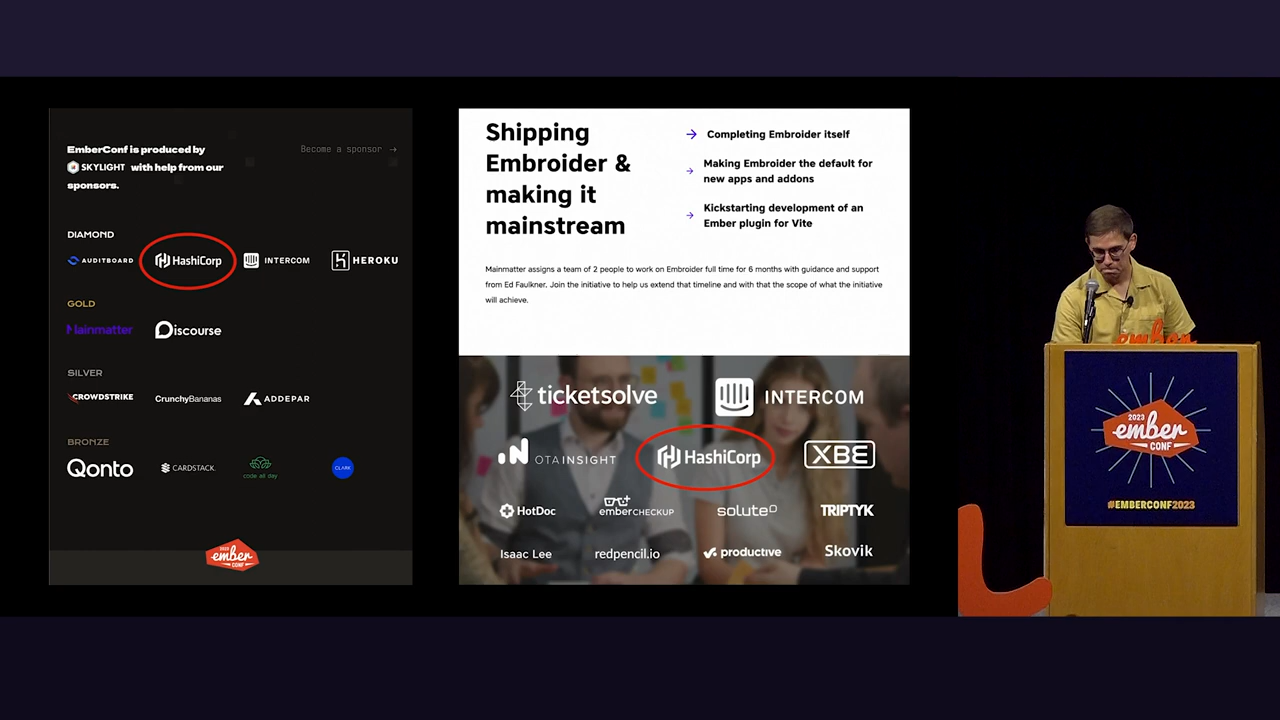 EmberConf is produced by
SKYLIGHT with help from our
sponsors.
Become a sponsor →
DIAMOND
AUDITBOARD
HashiCorp
INTERCOM
HEROKU
GOLD
Mainmatter
Discourse
SILVER
CROWDSTRIKE
CrunchyBananas
ADDEPAR
BRONZE
Qonto
CARDSTACK.
code all day
CLARK
2023
ember
CONF
Shipping
Embroider &
making it
mainstream
→ Completing Embroider itself
→ Making Embroider the default for
new apps and addons
→ Kickstarting development of an
Ember plugin for Vite
Mainmatter assigns a team of 2 people to work on Embroider full time for 6 months with guidance and support
from Ed Faulkner. Join the initiative to help us extend that timeline and with that the scope of what the initiative
will achieve.
ticketsolve
INTERCOM
OTAINSIGHT
HashiCorp
XBE
HotDoc
emberCHECKUP
solute
TRIPTYK
Isaac Lee
redpencil.io
productive
Skovik
ember
2023
ember
CONF
#EMBERCONF2023